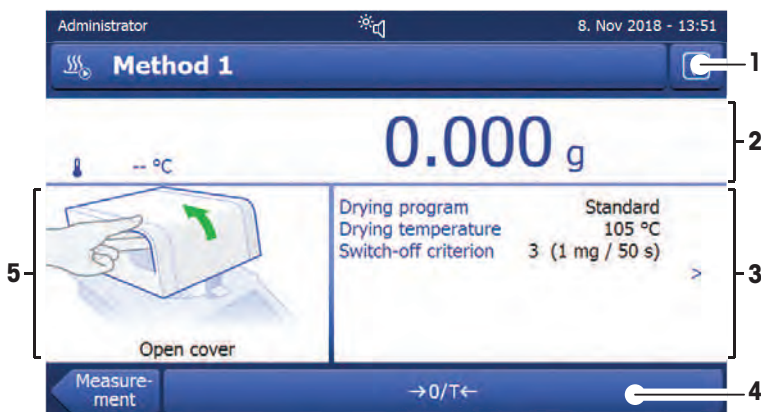 Administrator
8. Nov 2018 - 13:51
Method 1
1
0.000 g
-- °C
2
Drying program Standard
Drying temperature 105 °C
Switch-off criterion 3 (1 mg / 50 s)
>
5
3
Open cover
Measure-
ment
→0/T←
4